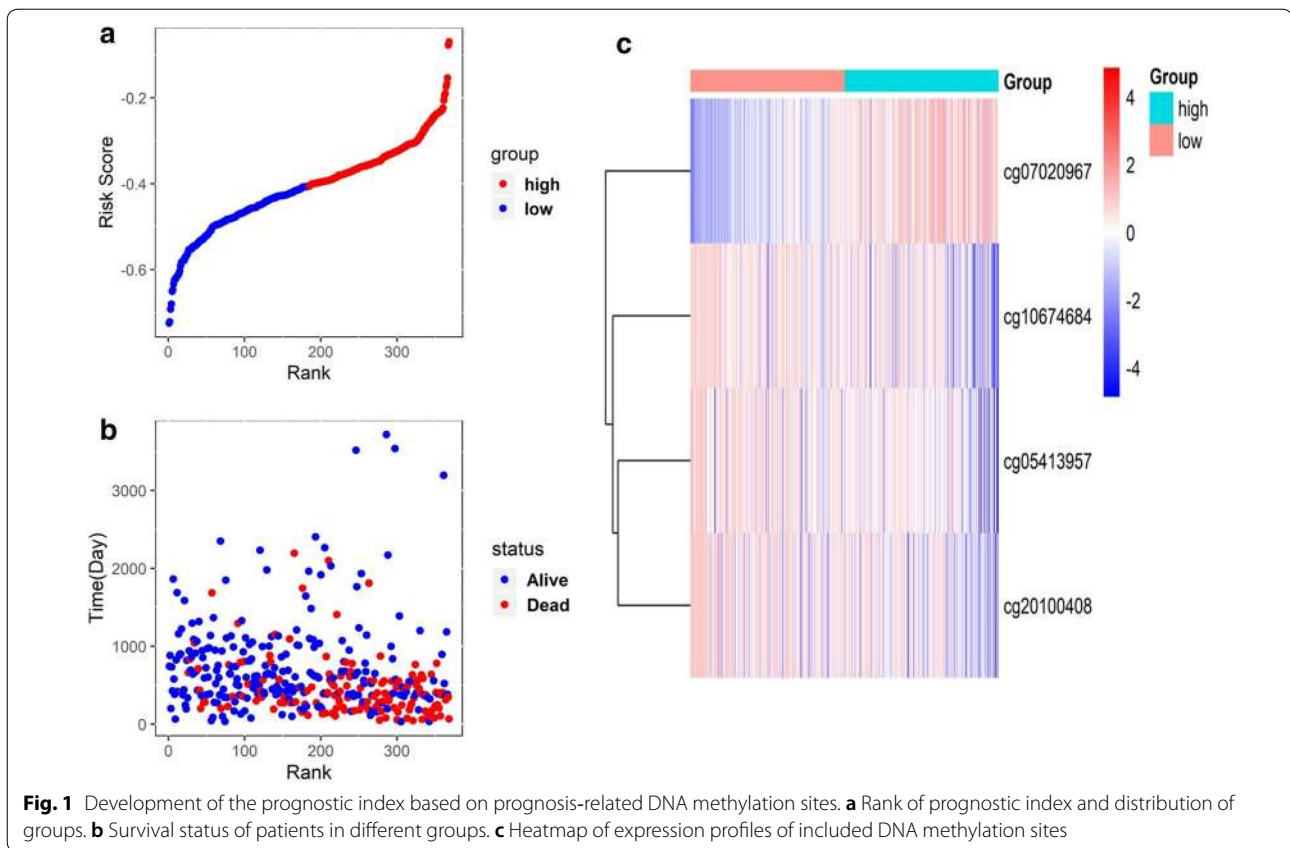 a
Risk Score
-0.2
-0.4
-0.6
0 100 200 300
Rank
group
high
low
b
Time(Day)
3000
2000
1000
0
0 100 200 300
Rank
status
Alive
Dead
c
Group
cg07020967
cg10674684
cg05413957
cg20100408
4
2
0
-2
-4
Group
high
low
Fig. 1 Development of the prognostic index based on prognosis-related DNA methylation sites. a Rank of prognostic index and distribution of
groups. b Survival status of patients in different groups. c Heatmap of expression profiles of included DNA methylation sites